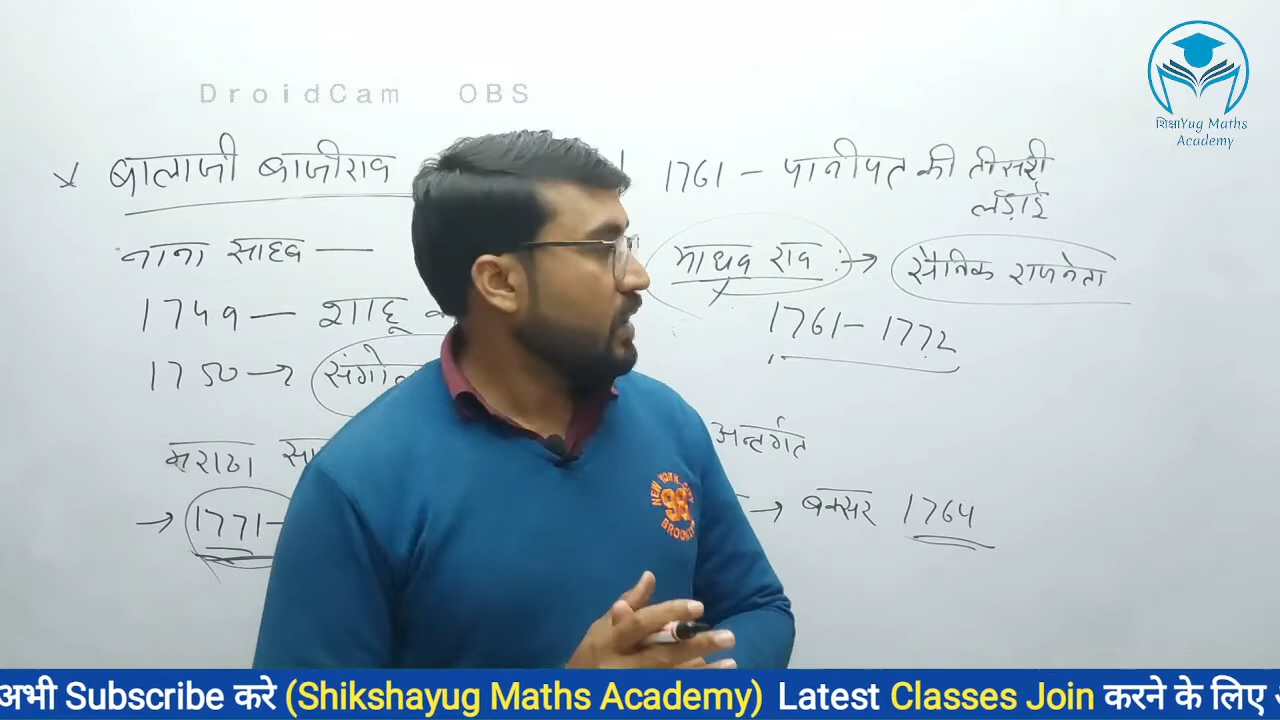 DroidCam OBS
शिक्षाYug Maths
Academy
बालाजी बाजीराव
1761 - पानीपत की तीसरी
लड़ाई
नाना साहब —
माधव राव :→ सैनिक राजनेता
1749 — शाहू
1761 - 1772
1750 →
मराठा
अन्तर्गत
→ 1771-
→ बक्सर 1764
NEW YORK CITY
98
BROOKLYN
अभी Subscribe करे (Shikshayug Maths Academy) Latest Classes Join करने के लिए